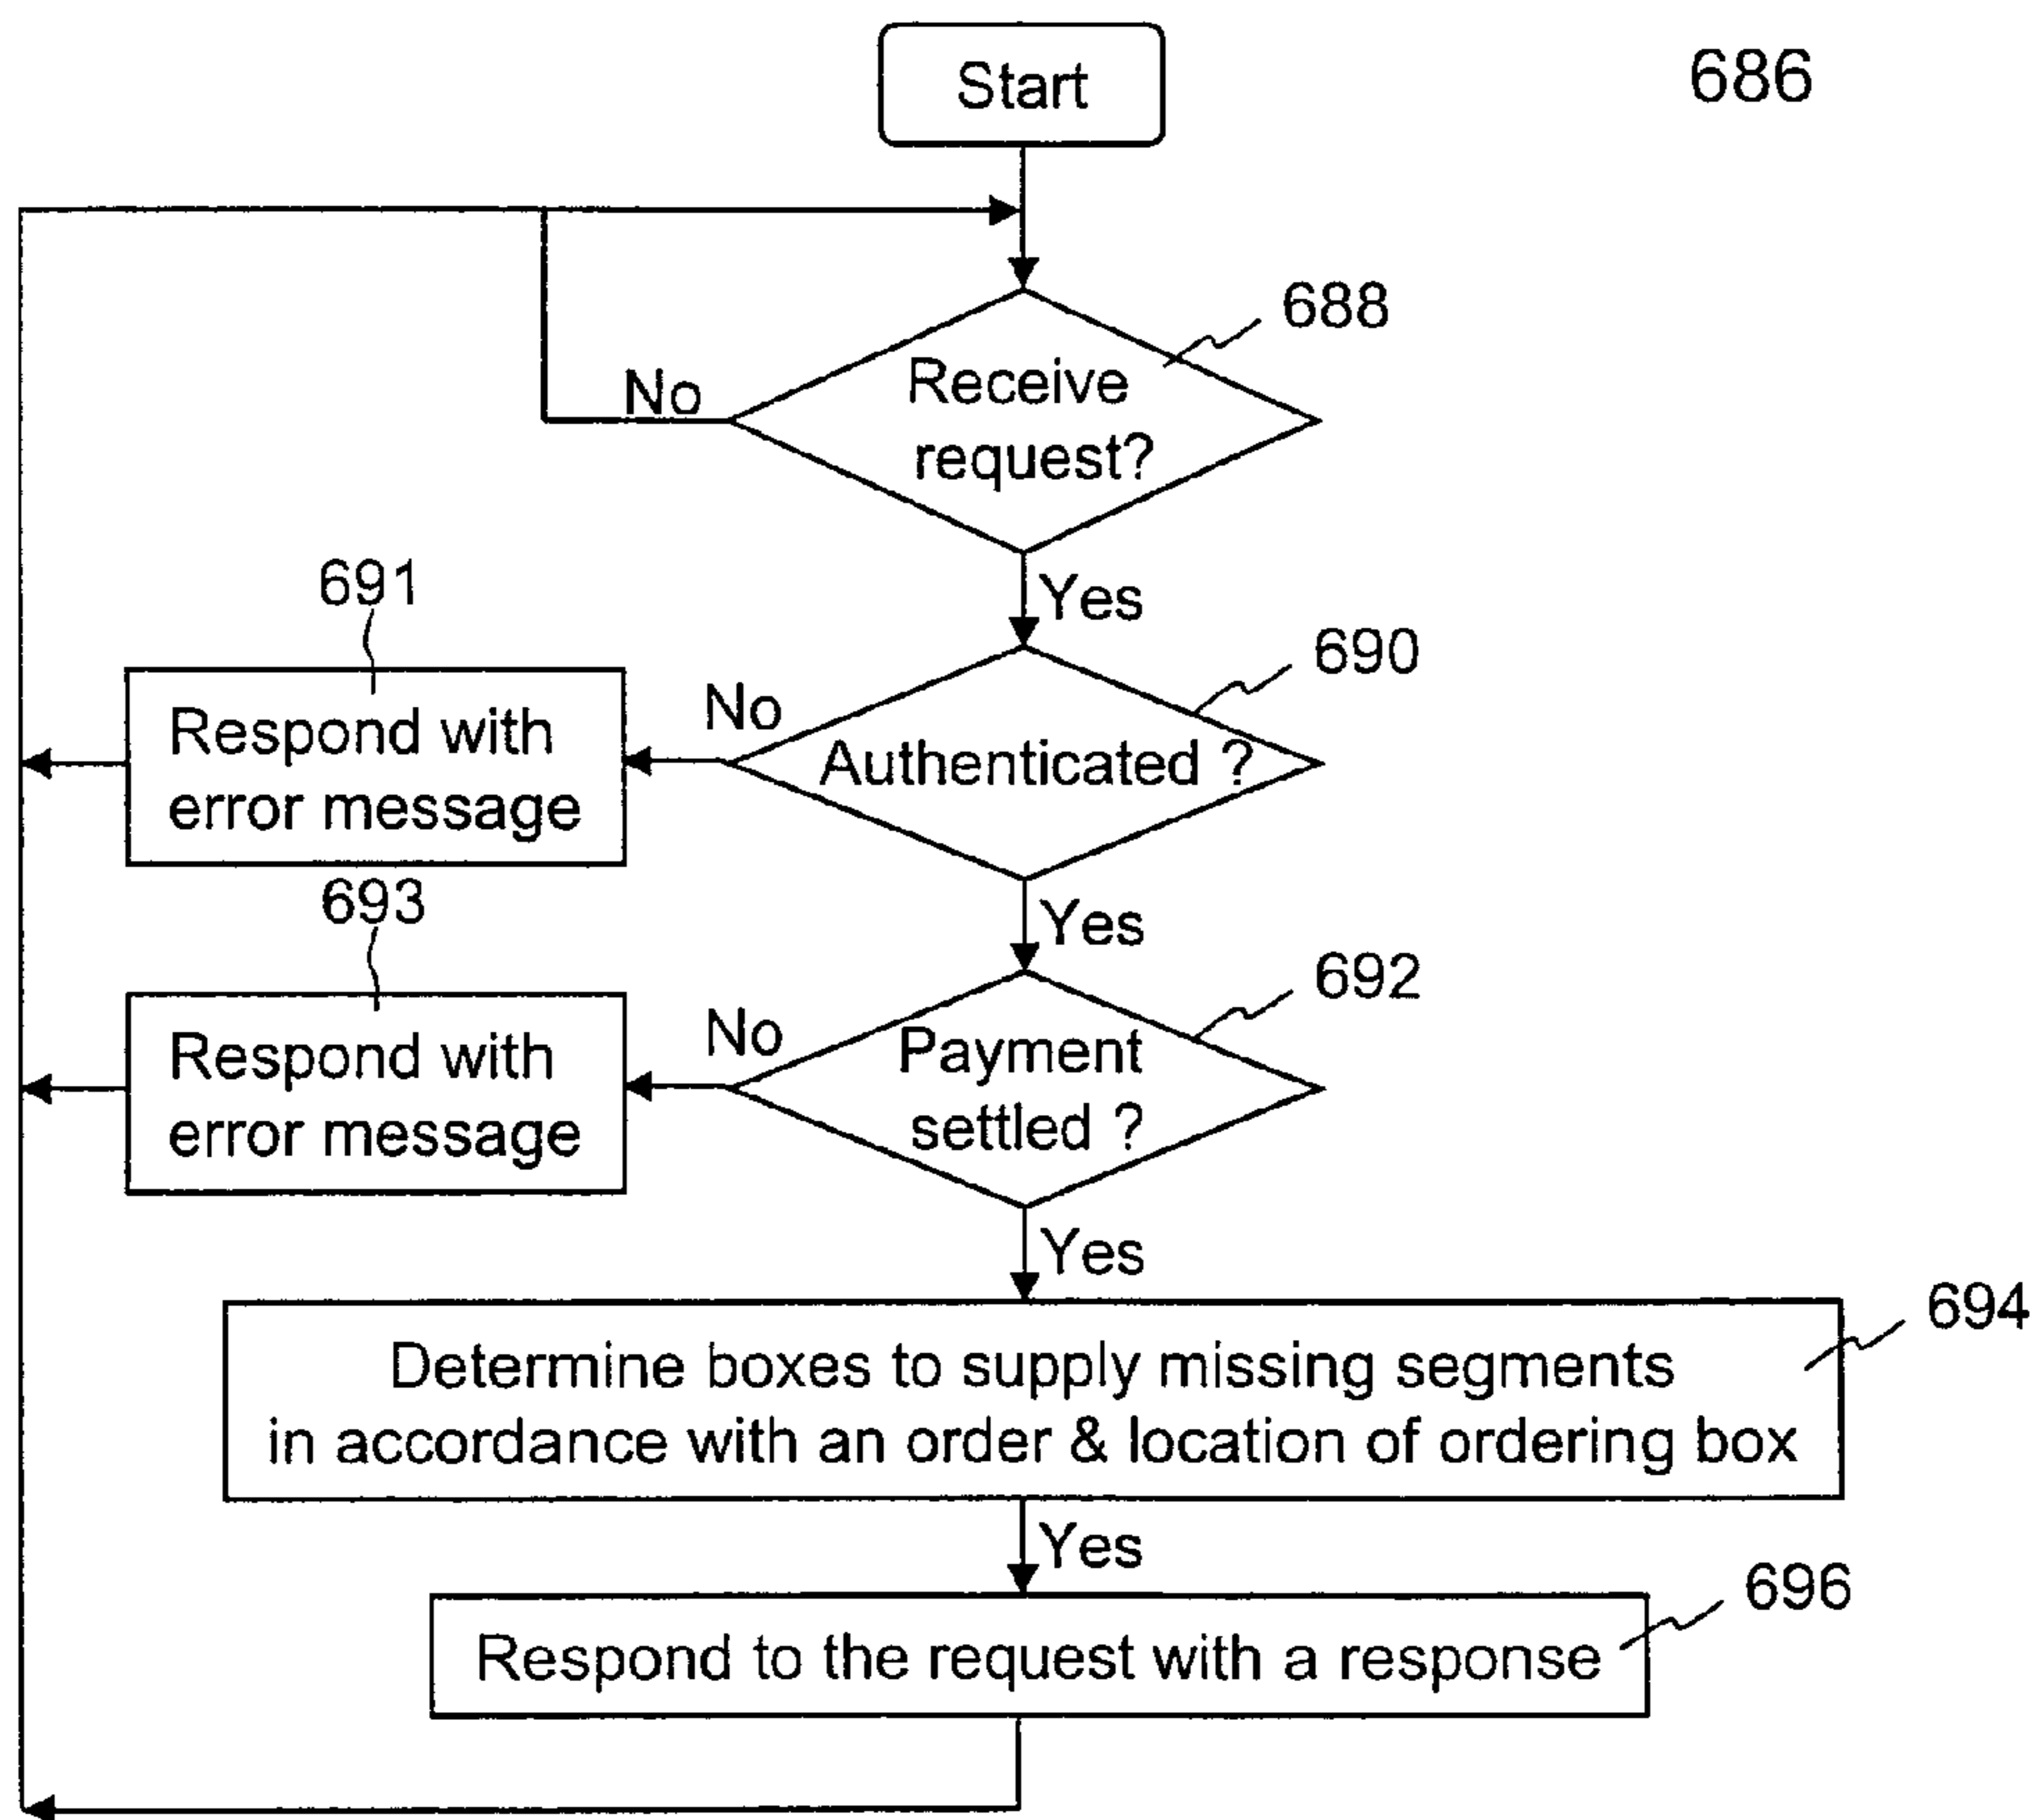 Start
686
688
No
Receive
request?
Yes
691
690
Respond with
error message
No
Authenticated ?
693
Yes
692
Respond with
error message
No
Payment
settled ?
Yes
694
Determine boxes to supply missing segments
in accordance with an order & location of ordering box
Yes
696
Respond to the request with a response